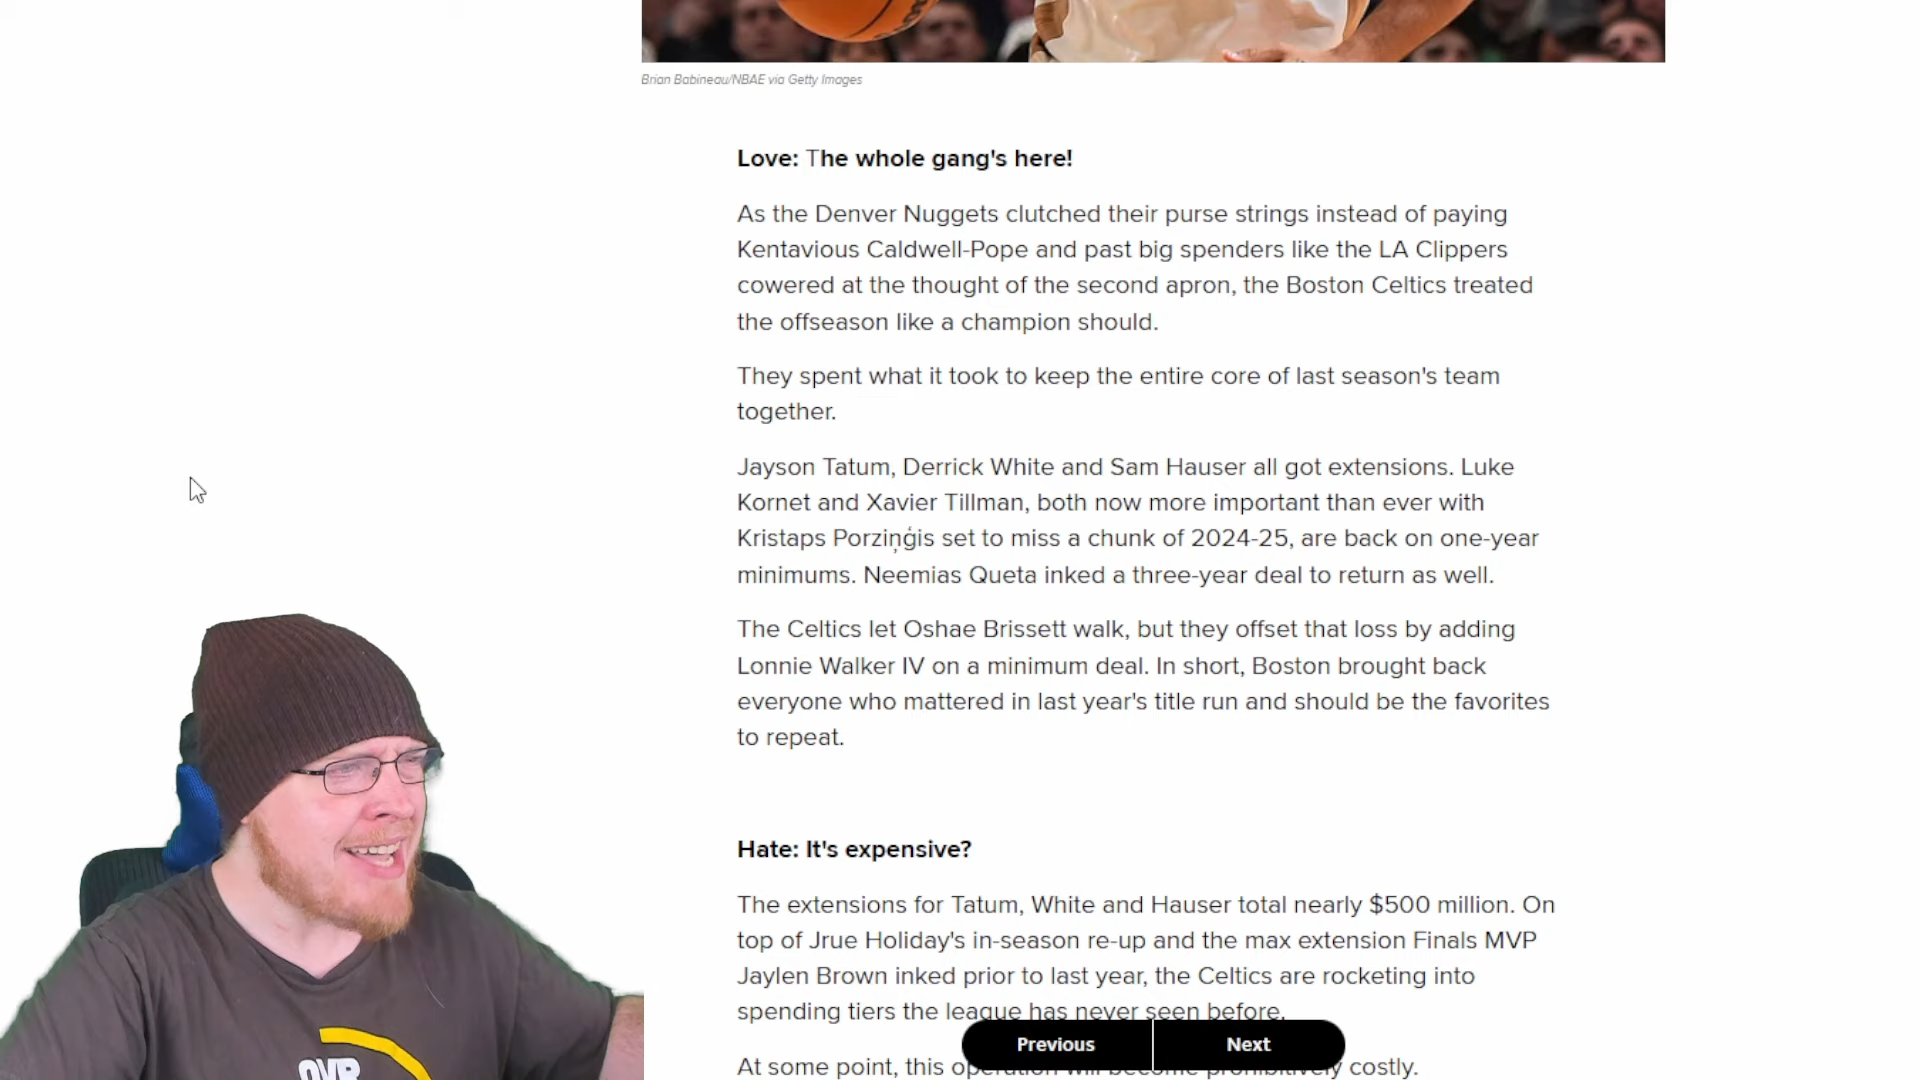 Brian Babineau/NBAE via Getty Images
Love: The whole gang's here!
As the Denver Nuggets clutched their purse strings instead of paying
Kentavious Caldwell-Pope and past big spenders like the LA Clippers
cowered at the thought of the second apron, the Boston Celtics treated
the offseason like a champion should.
They spent what it took to keep the entire core of last season's team
together.
Jayson Tatum, Derrick White and Sam Hauser all got extensions. Luke
Kornet and Xavier Tillman, both now more important than ever with
Kristaps Porziņģis set to miss a chunk of 2024-25, are back on one-year
minimums. Neemias Queta inked a three-year deal to return as well.
The Celtics let Oshae Brissett walk, but they offset that loss by adding
Lonnie Walker IV on a minimum deal. In short, Boston brought back
everyone who mattered in last year's title run and should be the favorites
to repeat.
Hate: It's expensive?
The extensions for Tatum, White and Hauser total nearly $500 million. On
top of Jrue Holiday's in-season re-up and the max extension Finals MVP
Jaylen Brown inked prior to last year, the Celtics are rocketing into
spending tiers the league has never seen before.
Previous
Next
At some point, this operation will become prohibitively costly.
OVR